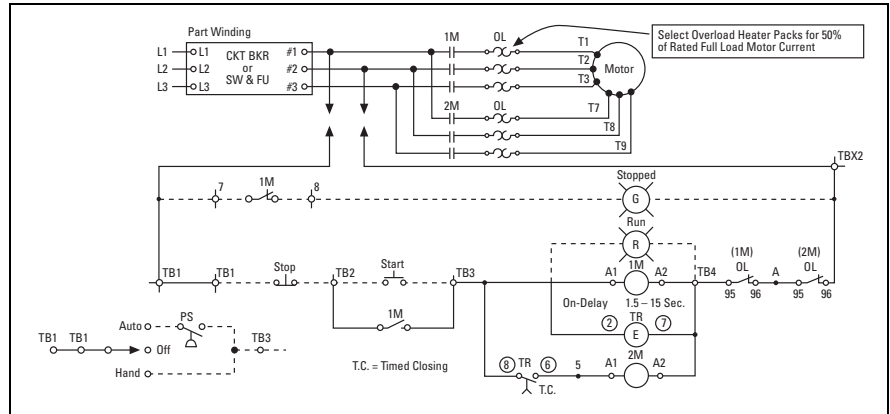 Part Winding
L1 L1 CKT BKR #1
L2 L2 or #2
L3 L3 SW & FU #3
1M OL
T1
T2
T3
Motor
Select Overload Heater Packs for 50%
of Rated Full Load Motor Current
2M OL
T7
T8
T9
TBX2
7 1M 8
Stopped
G
Run
R
TB1 TB1 Stop TB2 Start TB3
1M
A1 1M A2 TB4
(1M) (2M)
OL A OL
95 96 95 96
On-Delay 1.5 – 15 Sec.
TR
2 E 7
2M
8 TR 6 5 A1 A2
T.C.
T.C. = Timed Closing
Auto PS
TB1 TB1 Off TB3
Hand